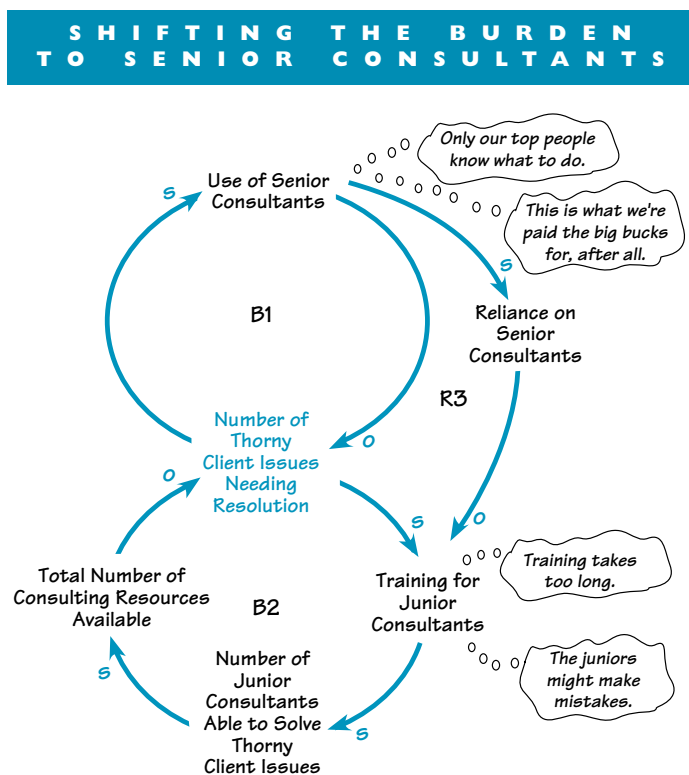 SHIFTING THE BURDEN
TO SENIOR CONSULTANTS
Only our top people
know what to do.
Use of Senior
Consultants
S
This is what we're
paid the big bucks
for, after all.
S
B1
Reliance on
Senior
Consultants
R3
Number of
Thorny
Client Issues
Needing
Resolution
O
O
S
O
Training takes
too long.
Total Number of
Consulting Resources
Available
Training for
Junior
Consultants
B2
The juniors
might make
mistakes.
Number of
Junior
Consultants
Able to Solve
Thorny
Client Issues
S
S